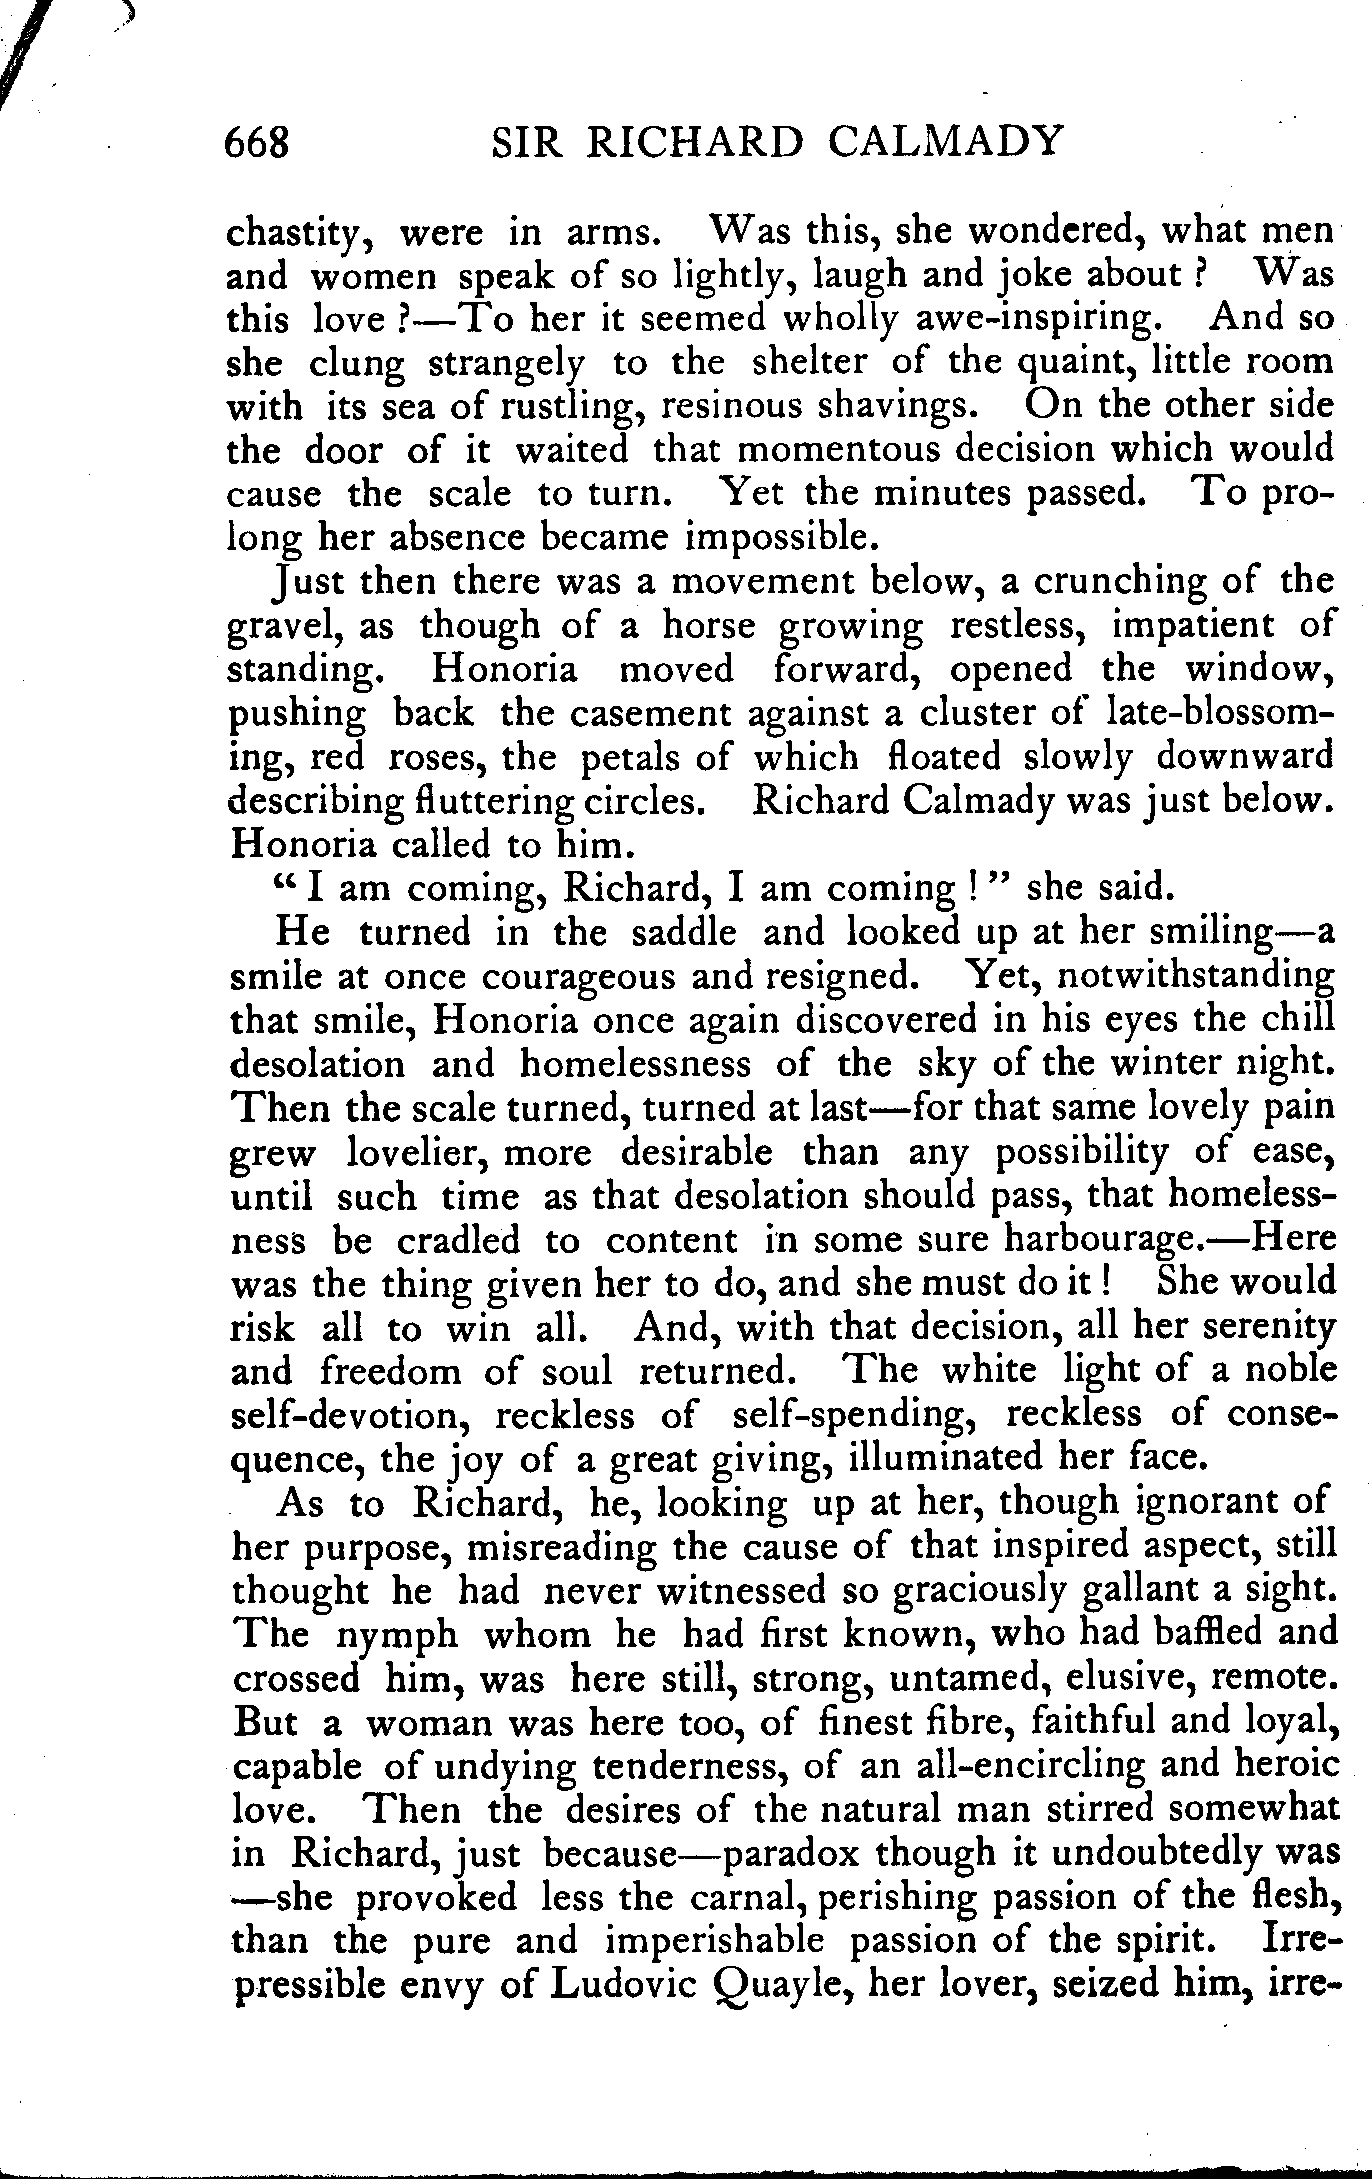 668 SIR RICHARD CALMADY
chastity, were in arms. Was this, she wondered, what men
and women speak of so lightly, laugh and joke about ? Was
this love ?—To her it seemed wholly awe-inspiring. And so
she clung strangely to the shelter of the quaint, little room
with its sea of rustling, resinous shavings. On the other side
the door of it waited that momentous decision which would
cause the scale to turn. Yet the minutes passed. To pro-
long her absence became impossible.
Just then there was a movement below, a crunching of the
gravel, as though of a horse growing restless, impatient of
standing. Honoria moved forward, opened the window,
pushing back the casement against a cluster of late-blossom-
ing, red roses, the petals of which floated slowly downward
describing fluttering circles. Richard Calmady was just below.
Honoria called to him.
“ I am coming, Richard, I am coming ! ” she said.
He turned in the saddle and looked up at her smiling—a
smile at once courageous and resigned. Yet, notwithstanding
that smile, Honoria once again discovered in his eyes the chill
desolation and homelessness of the sky of the winter night.
Then the scale turned, turned at last—for that same lovely pain
grew lovelier, more desirable than any possibility of ease,
until such time as that desolation should pass, that homeless-
ness be cradled to content in some sure harbourage.—Here
was the thing given her to do, and she must do it ! She would
risk all to win all. And, with that decision, all her serenity
and freedom of soul returned. The white light of a noble
self-devotion, reckless of self-spending, reckless of conse-
quence, the joy of a great giving, illuminated her face.
As to Richard, he, looking up at her, though ignorant of
her purpose, misreading the cause of that inspired aspect, still
thought he had never witnessed so graciously gallant a sight.
The nymph whom he had first known, who had baffled and
crossed him, was here still, strong, untamed, elusive, remote.
But a woman was here too, of finest fibre, faithful and loyal,
capable of undying tenderness, of an all-encircling and heroic
love. Then the desires of the natural man stirred somewhat
in Richard, just because—paradox though it undoubtedly was
—she provoked less the carnal, perishing passion of the flesh,
than the pure and imperishable passion of the spirit. Irre-
pressible envy of Ludovic Quayle, her lover, seized him, irre-